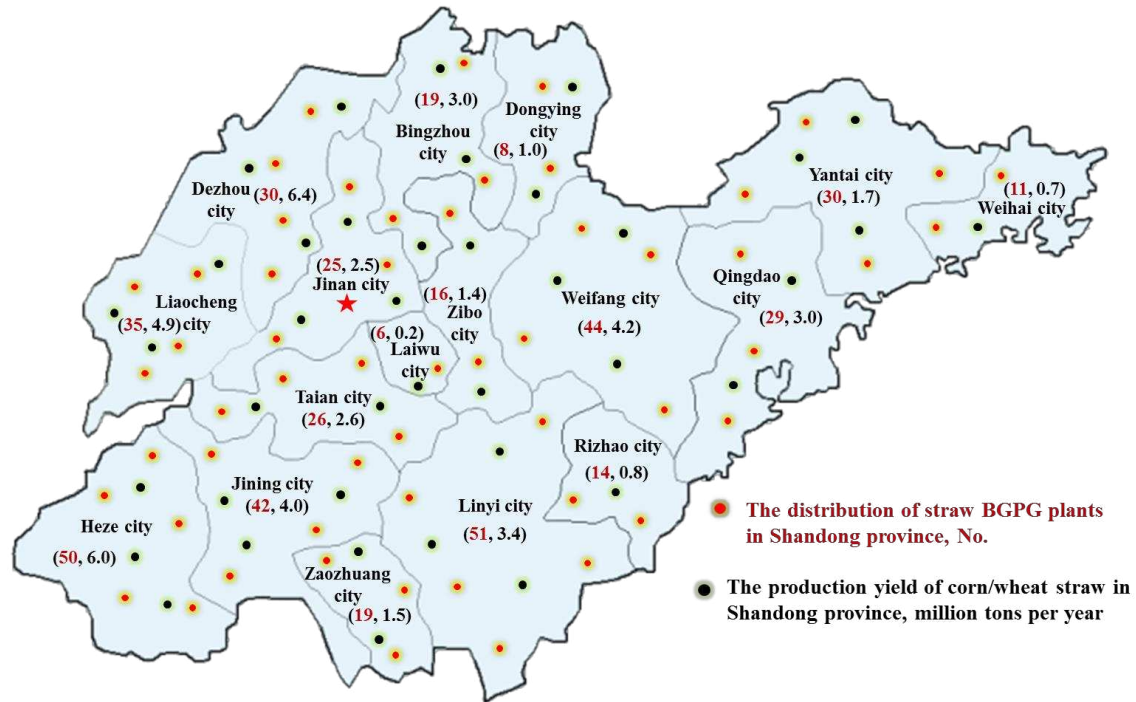 (19, 3.0)
Bingzhou
city
Dongying
city
(8, 1.0)
Dezhou
city
(30, 6.4)
Yantai city
(30, 1.7)
(11, 0.7)
Weihai city
(25, 2.5)
Jinan city
Liaocheng
city
(35, 4.9)
(16, 1.4)
Zibo
city
Weifang city
(44, 4.2)
Qingdao
city
(29, 3.0)
(6, 0.2)
Laiwu
city
Taian city
(26, 2.6)
Rizhao city
(14, 0.8)
Jining city
(42, 4.0)
Linyi city
(51, 3.4)
Heze city
(50, 6.0)
Zaozhuang
city
(19, 1.5)
The distribution of straw BGPG plants
in Shandong province, No.
The production yield of corn/wheat straw in
Shandong province, million tons per year